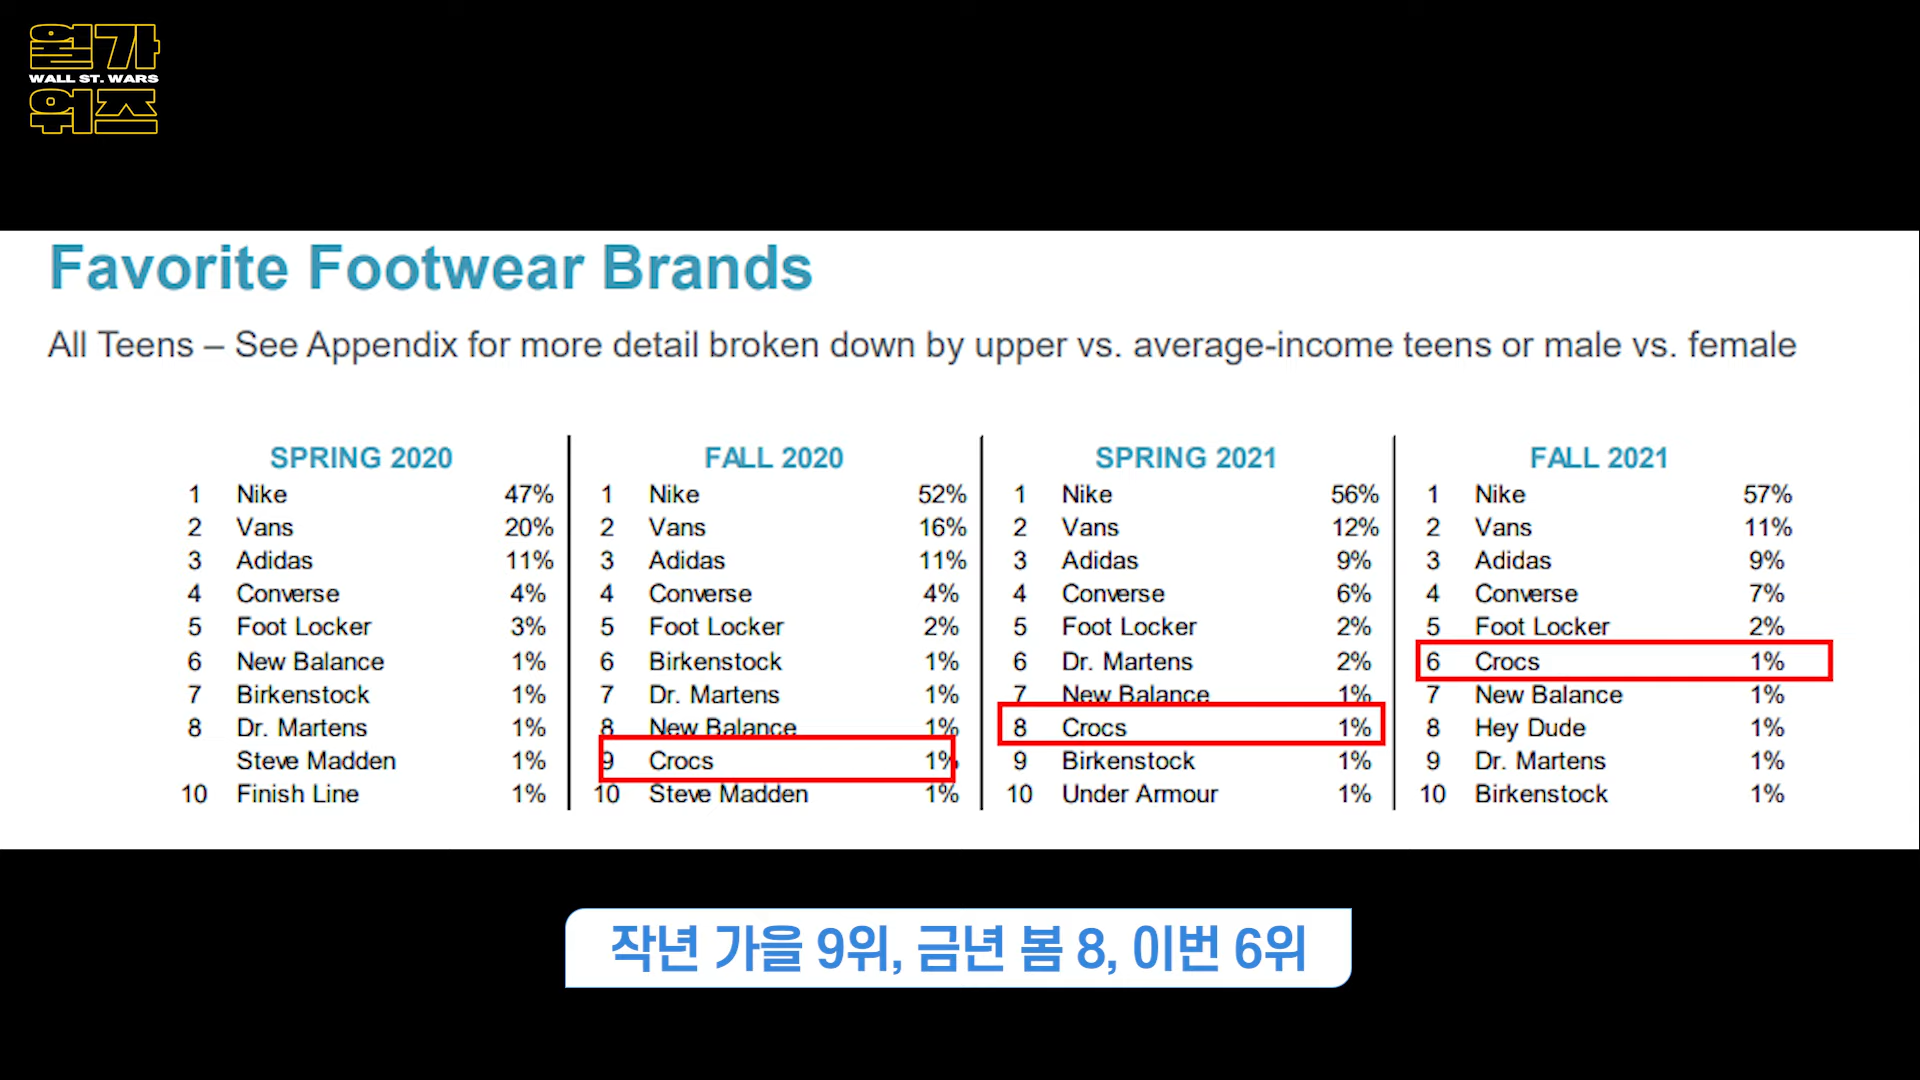 월가
WALL ST. WARS
워즈
Favorite Footwear Brands
All Teens – See Appendix for more detail broken down by upper vs. average-income teens or male vs. female
SPRING 2020
1 Nike 47%
2 Vans 20%
3 Adidas 11%
4 Converse 4%
5 Foot Locker 3%
6 New Balance 1%
7 Birkenstock 1%
8 Dr. Martens 1%
Steve Madden 1%
10 Finish Line 1%
FALL 2020
1 Nike 52%
2 Vans 16%
3 Adidas 11%
4 Converse 4%
5 Foot Locker 2%
6 Birkenstock 1%
7 Dr. Martens 1%
8 New Balance 1%
9 Crocs 1%
10 Steve Madden 1%
SPRING 2021
1 Nike 56%
2 Vans 12%
3 Adidas 9%
4 Converse 6%
5 Foot Locker 2%
6 Dr. Martens 2%
7 New Balance 1%
8 Crocs 1%
9 Birkenstock 1%
10 Under Armour 1%
FALL 2021
1 Nike 57%
2 Vans 11%
3 Adidas 9%
4 Converse 7%
5 Foot Locker 2%
6 Crocs 1%
7 New Balance 1%
8 Hey Dude 1%
9 Dr. Martens 1%
10 Birkenstock 1%
작년 가을 9위, 금년 봄 8, 이번 6위